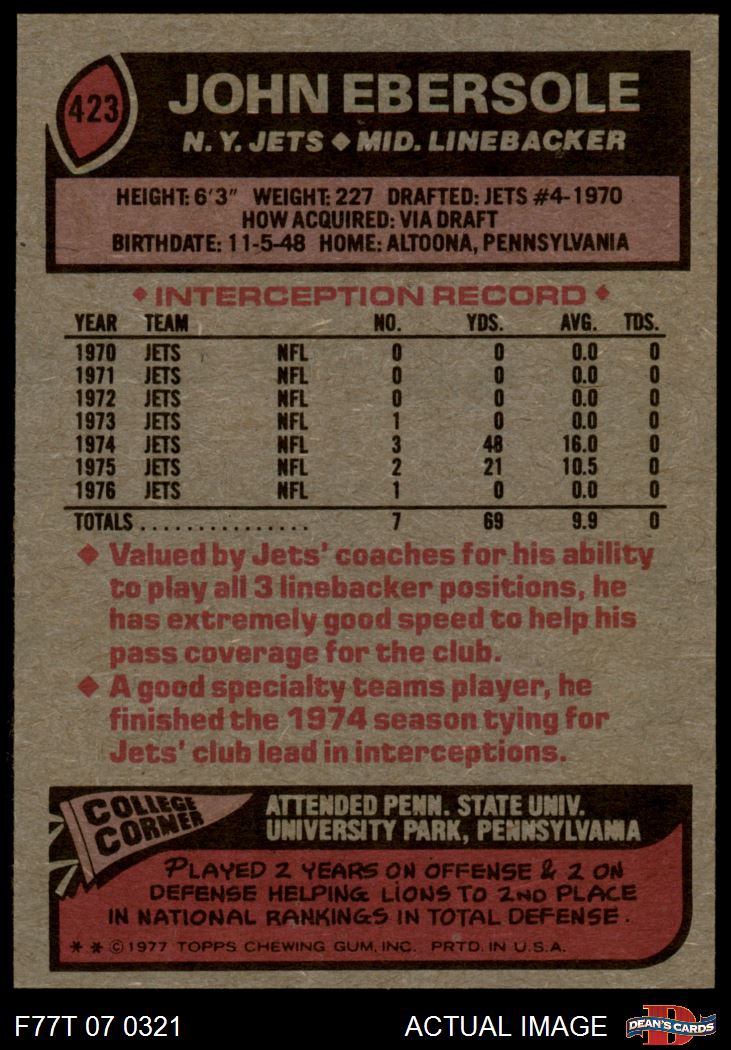 423
JOHN EBERSOLE
N.Y. JETS ◆ MID. LINEBACKER
HEIGHT: 6'3" WEIGHT: 227 DRAFTED: JETS #4-1970
HOW ACQUIRED: VIA DRAFT
BIRTHDATE: 11-5-48 HOME: ALTOONA, PENNSYLVANIA
◆ INTERCEPTION RECORD ◆
YEAR TEAM NO. YDS. AVG. TDS.
1970 JETS NFL 0 0 0.0 0
1971 JETS NFL 0 0 0.0 0
1972 JETS NFL 0 0 0.0 0
1973 JETS NFL 1 0 0.0 0
1974 JETS NFL 3 48 16.0 0
1975 JETS NFL 2 21 10.5 0
1976 JETS NFL 1 0 0.0 0
TOTALS ................ 7 69 9.9 0
◆ Valued by Jets' coaches for his ability
to play all 3 linebacker positions, he
has extremely good speed to help his
pass coverage for the club.
◆ A good specialty teams player, he
finished the 1974 season tying for
Jets' club lead in interceptions.
COLLEGE
CORNER
ATTENDED PENN. STATE UNIV.
UNIVERSITY PARK, PENNSYLVANIA
PLAYED 2 YEARS ON OFFENSE & 2 ON
DEFENSE HELPING LIONS TO 2ND PLACE
IN NATIONAL RANKINGS IN TOTAL DEFENSE.
** © 1977 TOPPS CHEWING GUM, INC. PRTD. IN U.S.A.
F77T 07 0321
ACTUAL IMAGE
D
DEAN'S CARDS